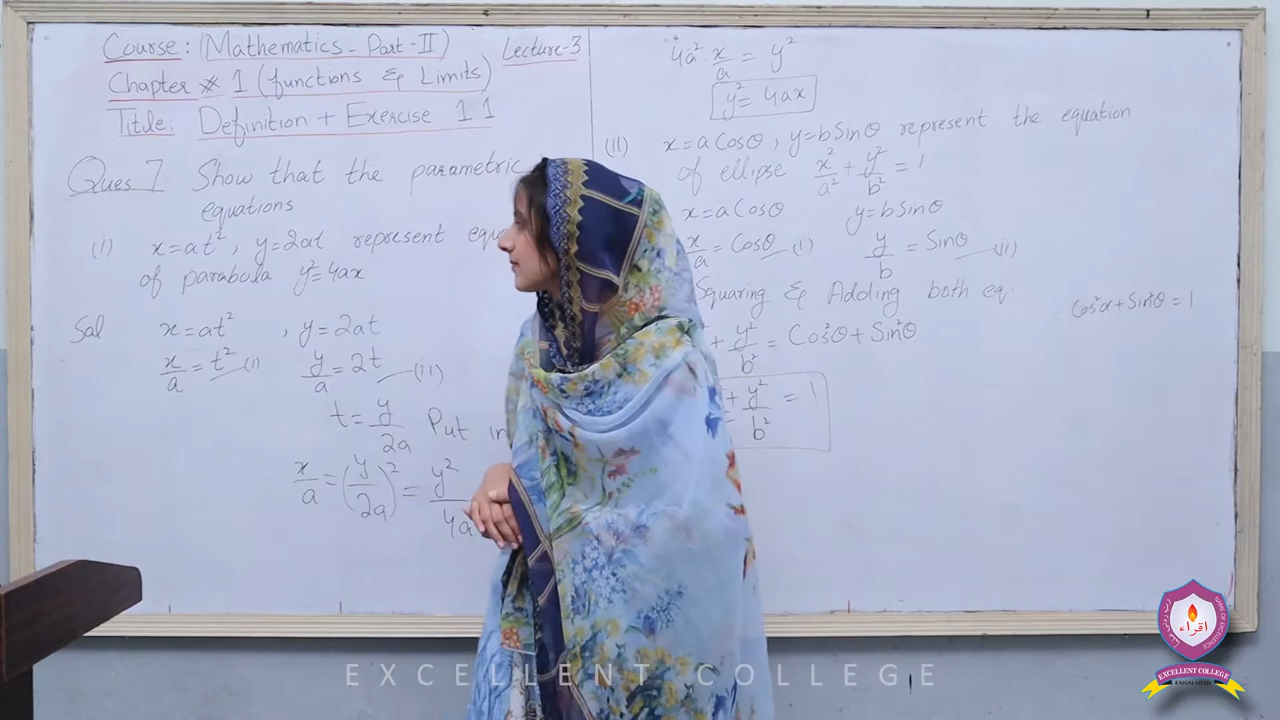 Course: (Mathematics - Part - II) Lecture-3
Chapter # 1 (functions & Limits)
Title: Definition + Exercise 1.1
Ques 7 Show that the parametric
equations
(i) x=at², y=2at represent equ
of parabola y²=4ax
Sol x=at² , y=2at
x/a = t² (i) y/a = 2t (ii)
t = y/2a Put in
x/a = (y/2a)² = y²/4a
4a² · x/a = y²
y² = 4ax
(ii) x=a Cosθ, y=b Sinθ represent the equation
of ellipse x²/a² + y²/b² = 1
x=a Cosθ y=b Sinθ
x/a = Cosθ (i) y/b = Sinθ (ii)
Squaring & Adding both eq.
Cos²α + Sin²θ = 1
+ y²/b² = Cos²θ + Sin²θ
+ y²/b² = 1
EXCELLENT COLLEGE
اقراء
EXCELLENT COLLEGE
FAISALABAD